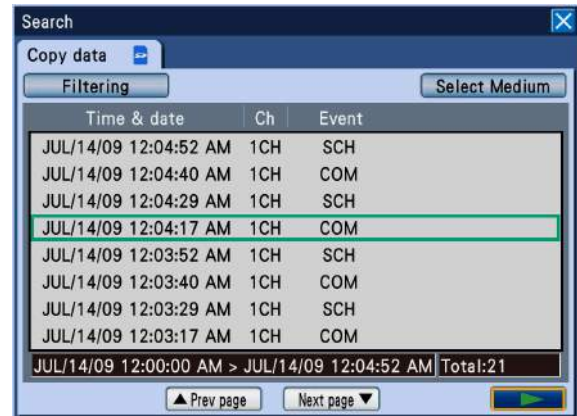 Search
Copy data
Filtering Select Medium
Time & date Ch Event
JUL/14/09 12:04:52 AM 1CH SCH
JUL/14/09 12:04:40 AM 1CH COM
JUL/14/09 12:04:29 AM 1CH SCH
JUL/14/09 12:04:17 AM 1CH COM
JUL/14/09 12:03:52 AM 1CH SCH
JUL/14/09 12:03:40 AM 1CH COM
JUL/14/09 12:03:29 AM 1CH SCH
JUL/14/09 12:03:17 AM 1CH COM
JUL/14/09 12:00:00 AM > JUL/14/09 12:04:52 AM Total:21
▲ Prev page Next page ▼